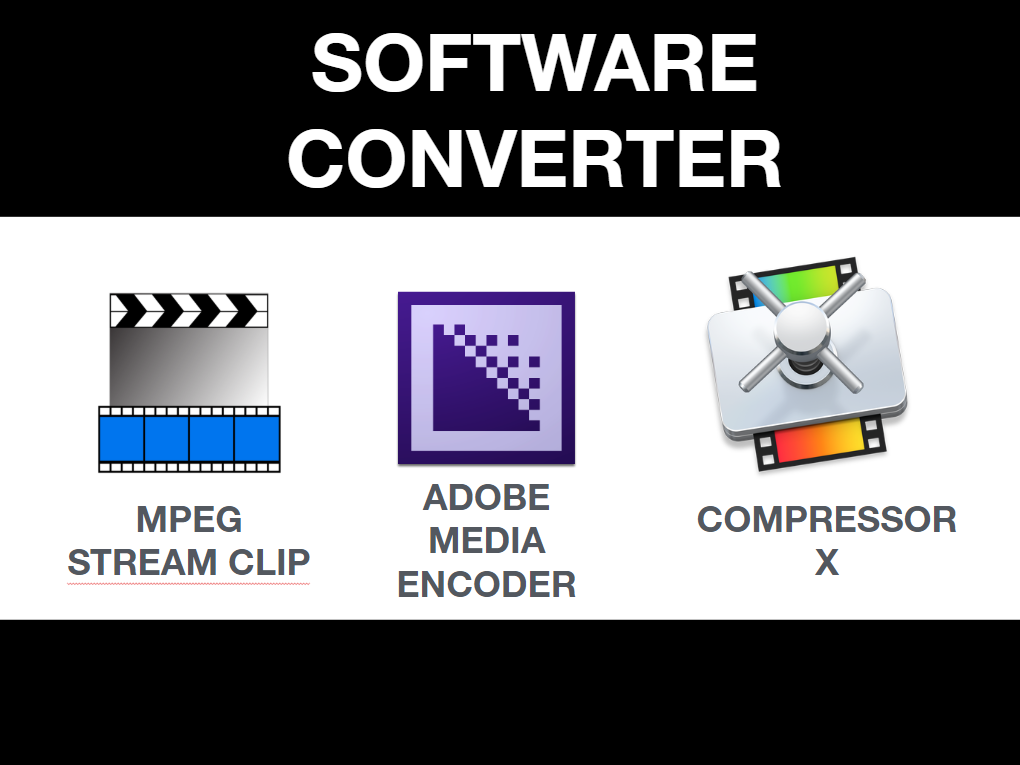 SOFTWARE
CONVERTER
MPEG
STREAM CLIP
ADOBE
MEDIA
ENCODER
COMPRESSOR
X